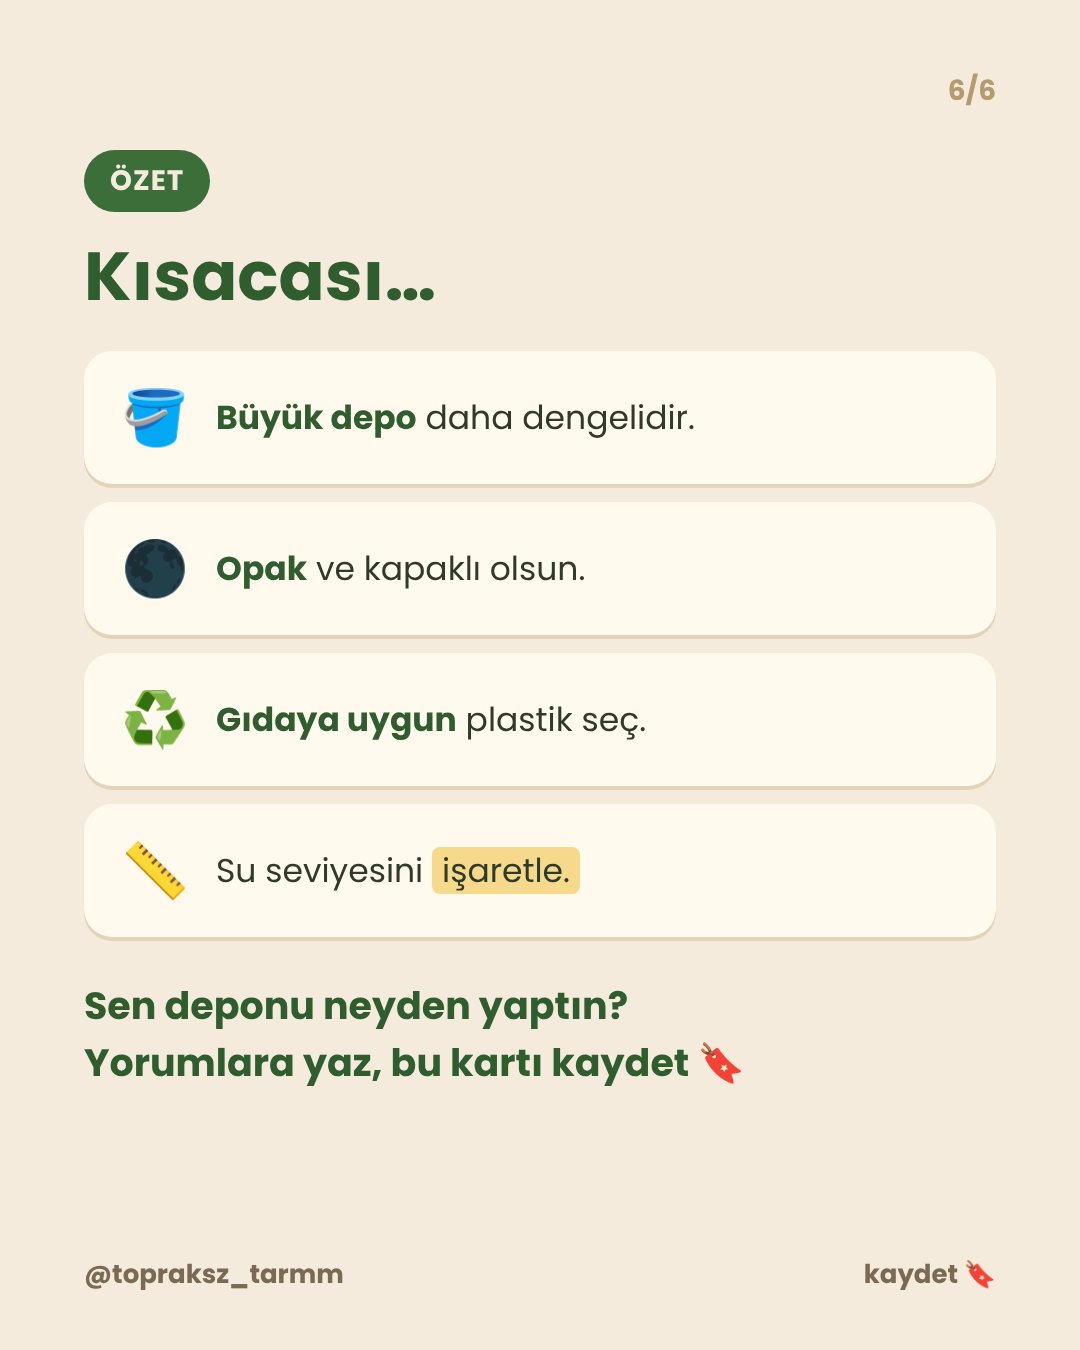 6/6
ÖZET
Kısacası...
Büyük depo daha dengelidir.
Opak ve kapaklı olsun.
Gıdaya uygun plastik seç.
Su seviyesini işaretle.
Sen deponu neyden yaptın?
Yorumlara yaz, bu kartı kaydet
@topraksz_tarmm
kaydet